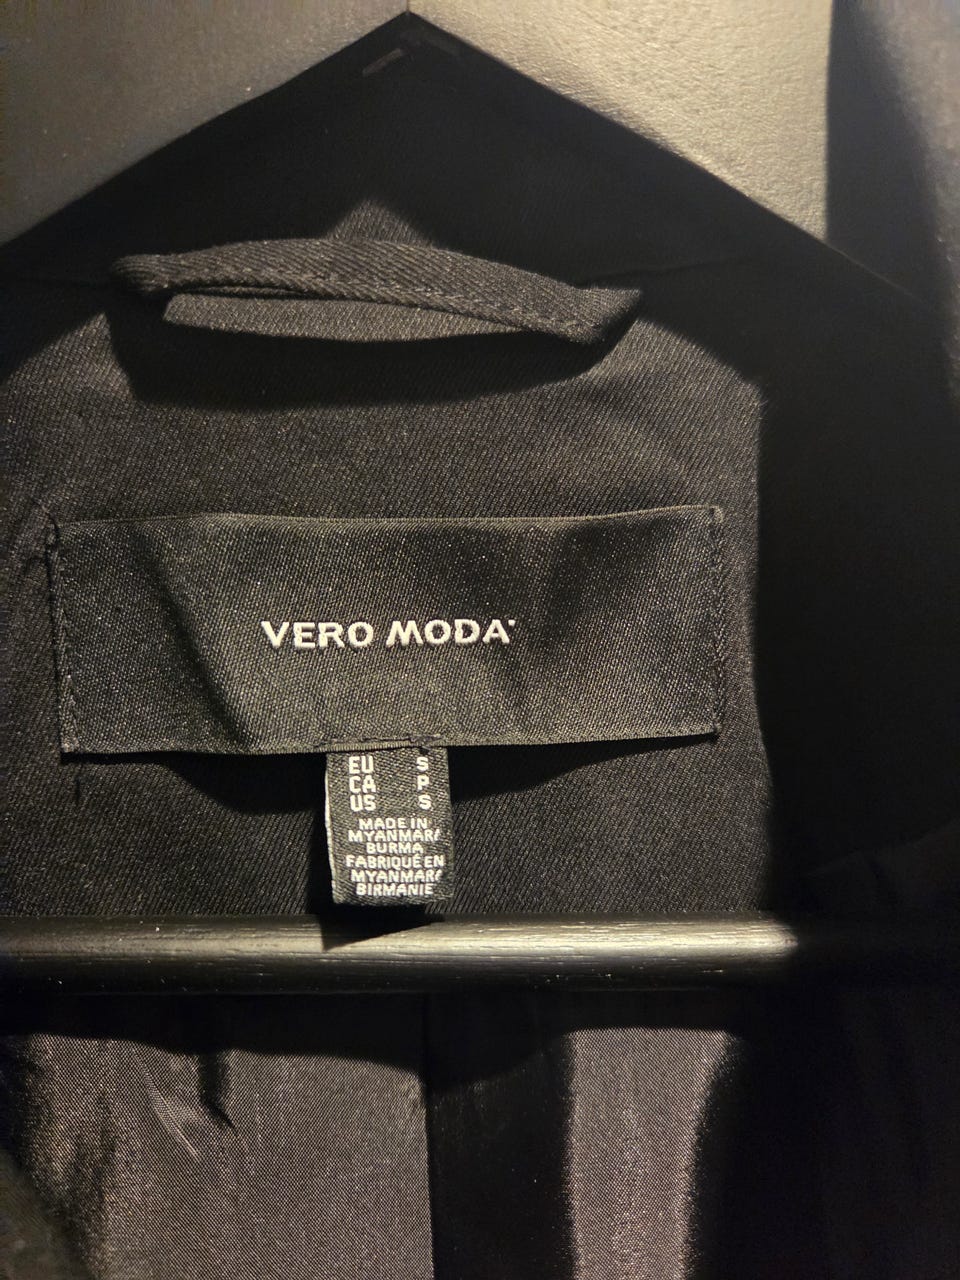 VERO MODA
EU S
CA P
US S
MADE IN
MYANMAR/
BURMA
FABRIQUÉ EN
MYANMAR/
BIRMANIE